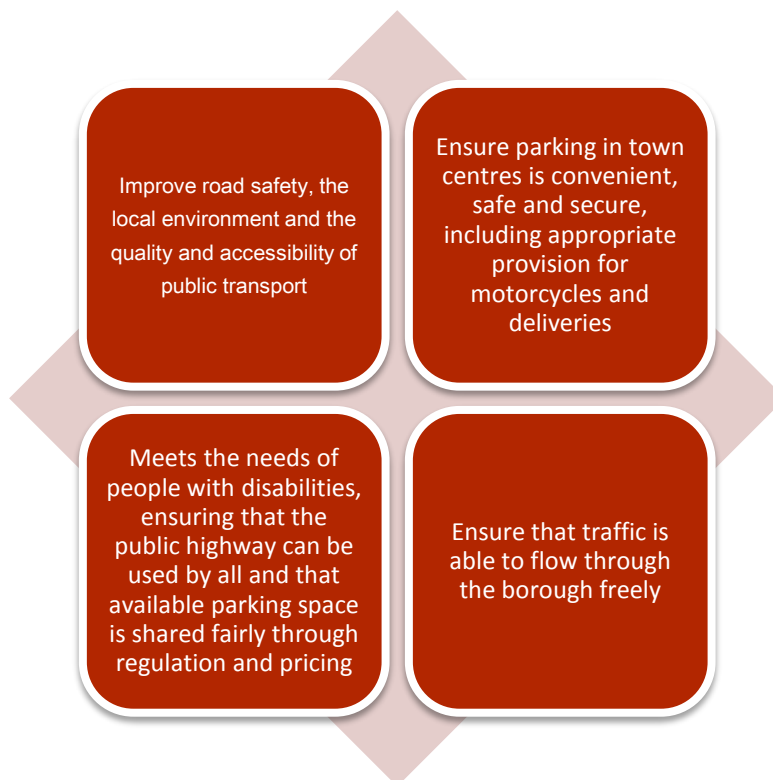 Improve road safety, the
local environment and the
quality and accessibility of
public transport
Ensure parking in town
centres is convenient,
safe and secure,
including appropriate
provision for
motorcycles and
deliveries
Meets the needs of
people with disabilities,
ensuring that the
public highway can be
used by all and that
available parking space
is shared fairly through
regulation and pricing
Ensure that traffic is
able to flow through
the borough freely